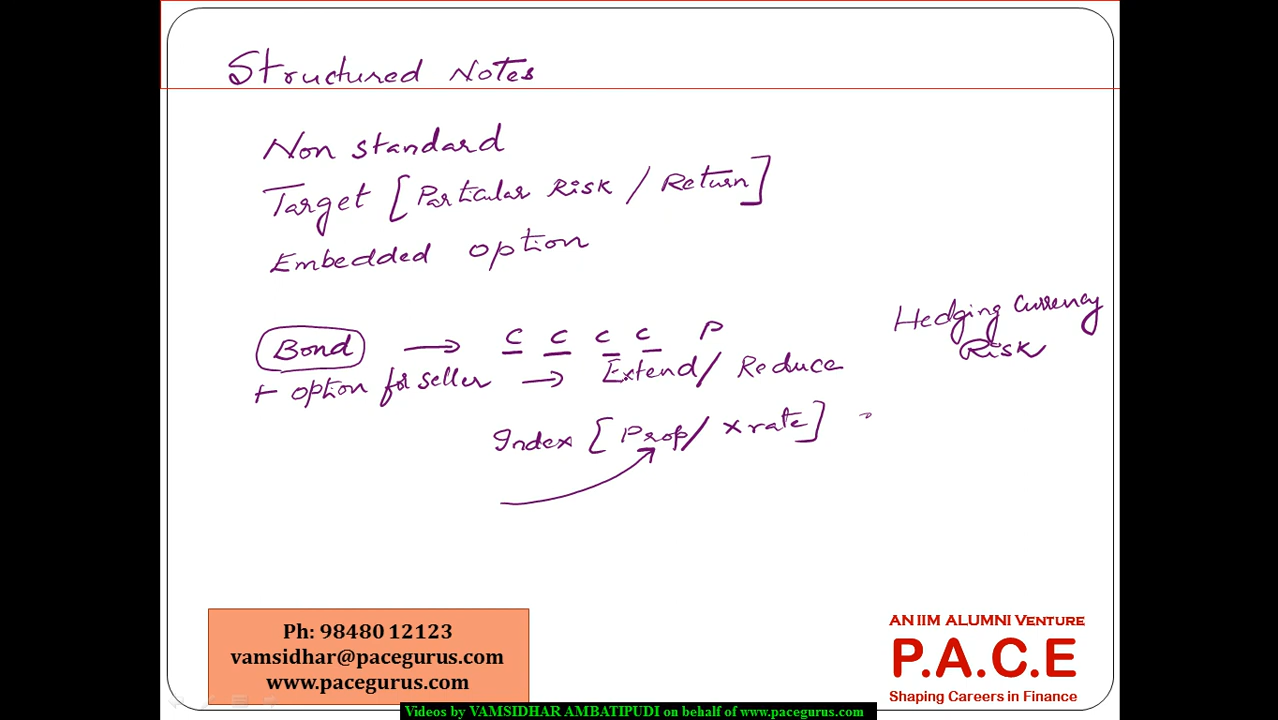 Structured Notes
Non standard
Target [Particular Risk / Return]
Embedded option
Bond → C C C C P
+ option for seller → Extend / Reduce
Index [Prop / x rate]
Hedging Currency
Risk
Ph: 98480 12123
vamsidhar@pacegurus.com
www.pacegurus.com
AN IIM ALUMNI VENTURE
P.A.C.E
Shaping Careers in Finance
Videos by VAMSIDHAR AMBATIPUDI on behalf of www.pacegurus.com